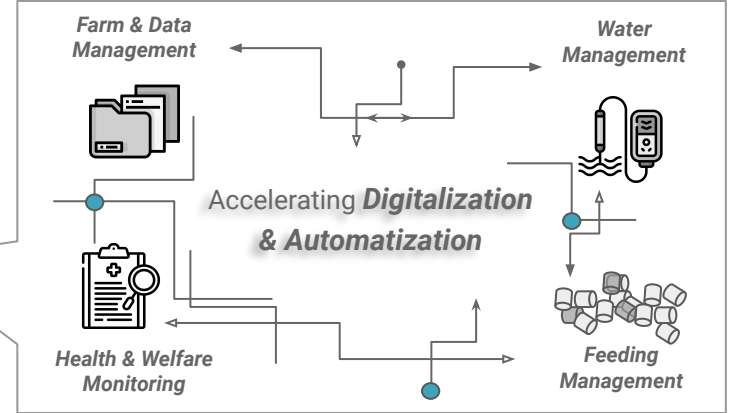 Farm & Data
Management
Water
Management
Accelerating Digitalization
& Automatization
Health & Welfare
Monitoring
Feeding
Management